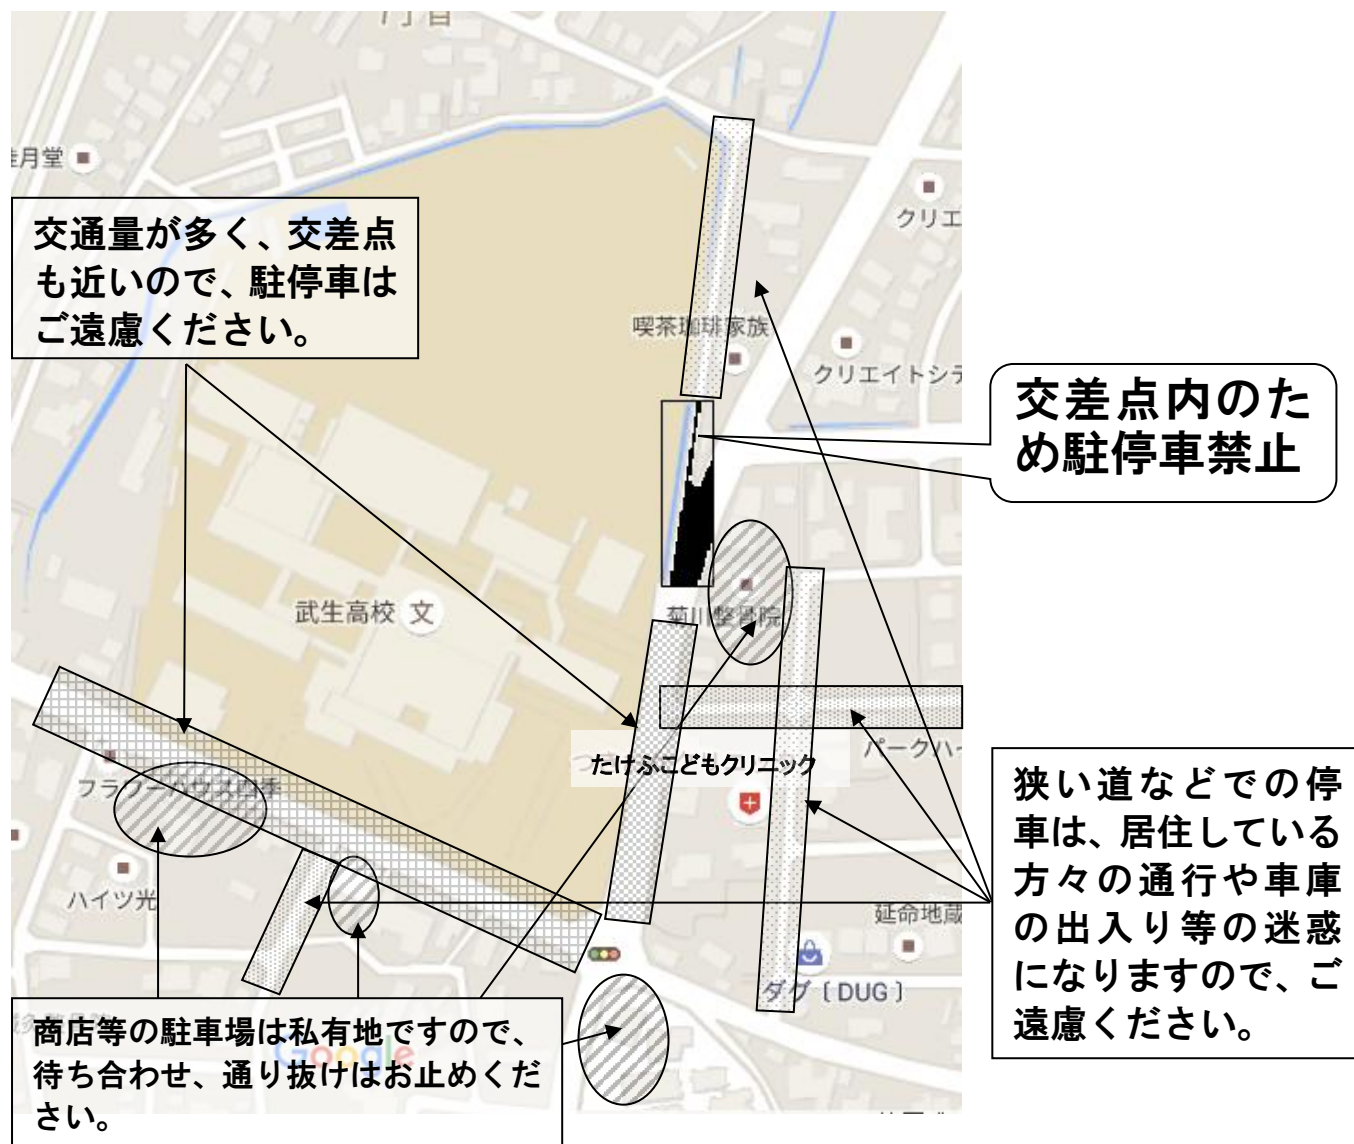 丁目
月堂
クリエ
交通量が多く、交差点
も近いので、駐停車は
ご遠慮ください。
喫茶珈琲家族
クリエイトシテ
交差点内のた
め駐停車禁止
武生高校 文
菊川整骨院
たけふこどもクリニック
パークハイ
フラワーハウス四季
狭い道などでの停
車は、居住している
方々の通行や車庫
の出入り等の迷惑
になりますので、ご
遠慮ください。
ハイツ光
延命地蔵
ダグ〔DUG〕
商店等の駐車場は私有地ですので、
待ち合わせ、通り抜けはお止めくだ
さい。
Google